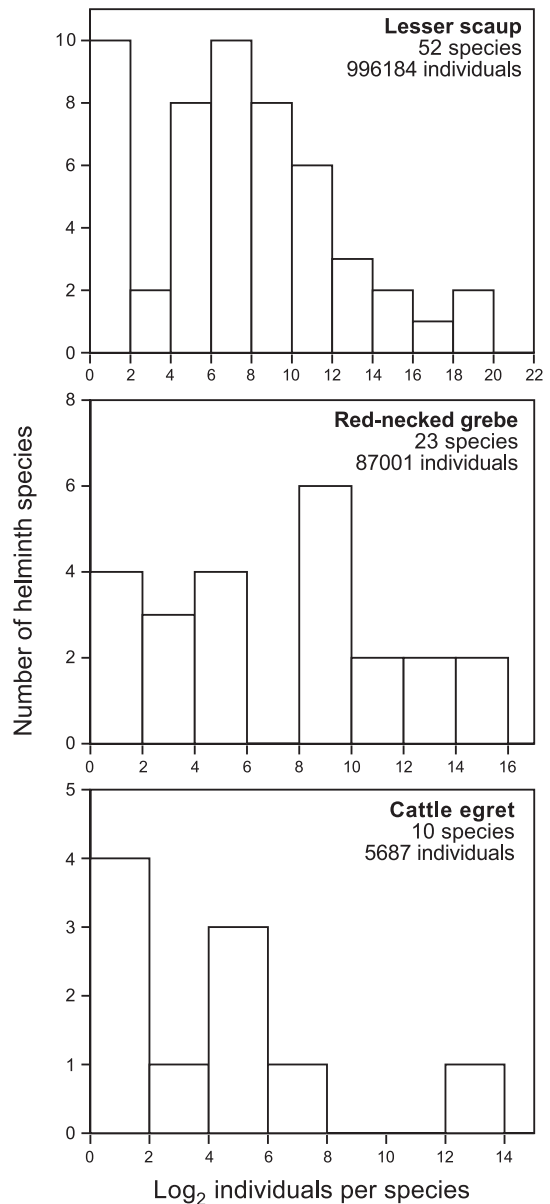 Lesser scaup
52 species
996184 individuals
10
8
6
4
2
0
0 2 4 6 8 10 12 14 16 18 20 22
Number of helminth species
Red-necked grebe
23 species
87001 individuals
8
6
4
2
0
0 2 4 6 8 10 12 14 16
Cattle egret
10 species
5687 individuals
5
4
3
2
1
0
0 2 4 6 8 10 12 14
Log₂ individuals per species